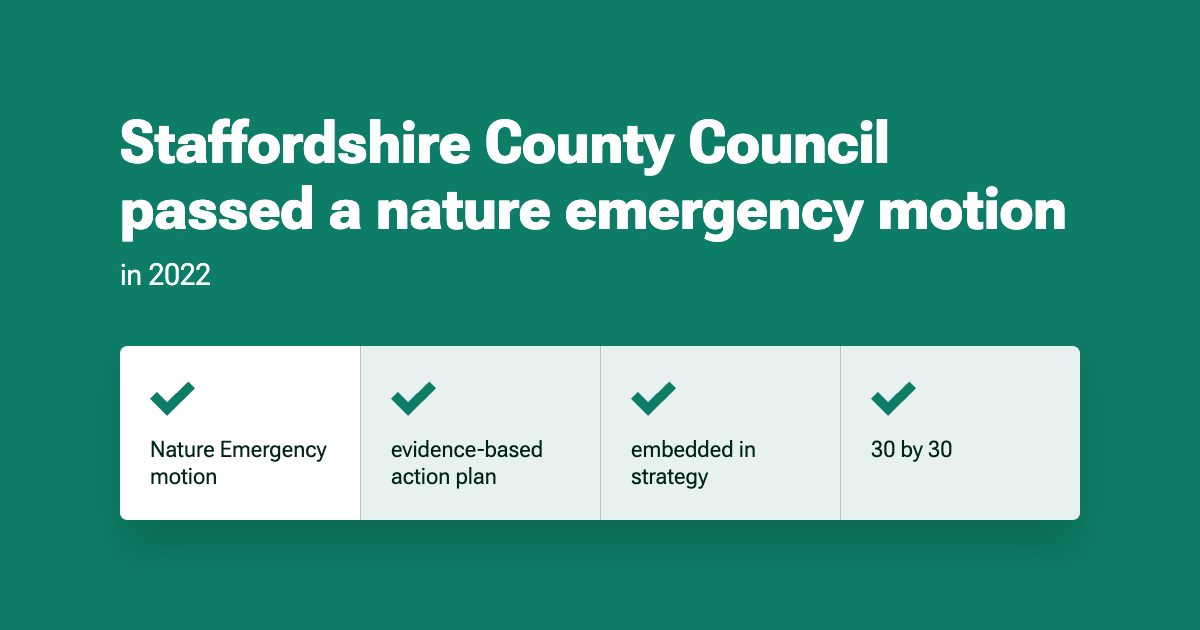 Staffordshire County Council
passed a nature emergency motion
in 2022
Nature Emergency
motion
evidence-based
action plan
embedded in
strategy
30 by 30